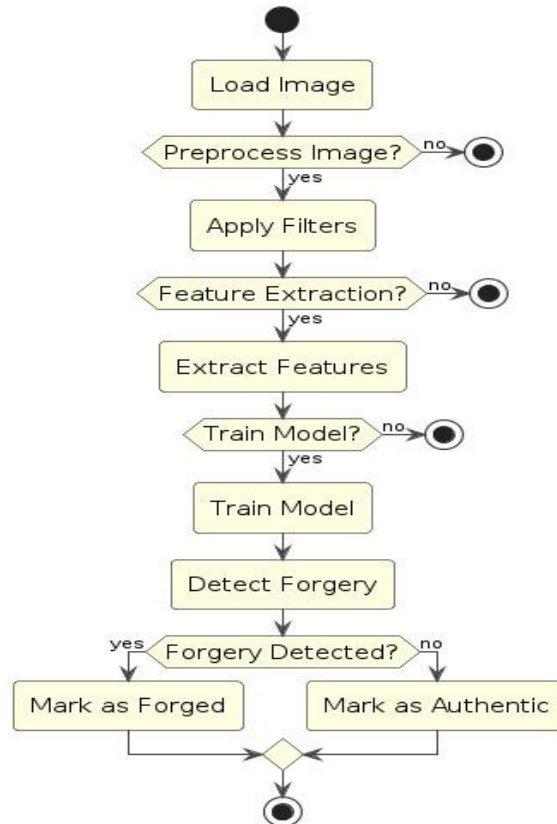 Load Image
Preprocess Image?
no
yes
Apply Filters
Feature Extraction?
no
yes
Extract Features
Train Model?
no
yes
Train Model
Detect Forgery
yes
Forgery Detected?
no
Mark as Forged
Mark as Authentic